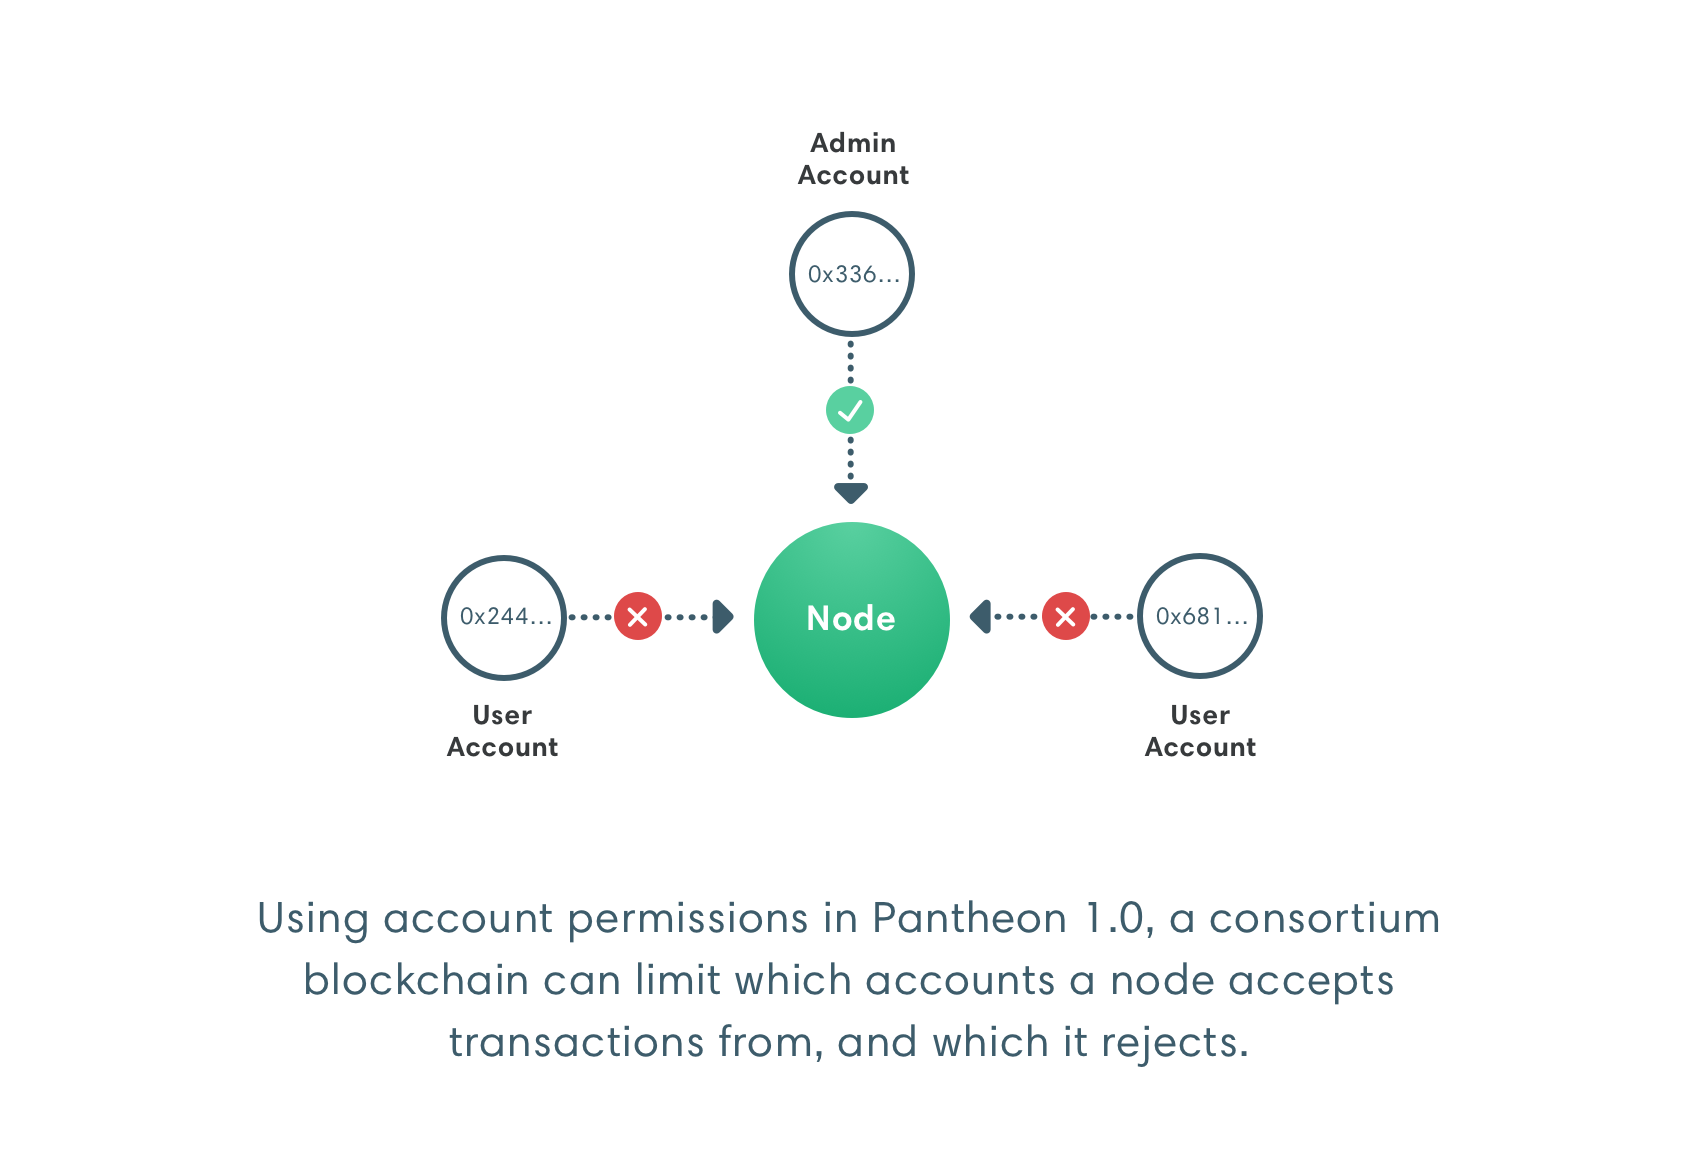 Admin
Account
0x336...
0x244...
Node
0x681...
User
Account
User
Account
Using account permissions in Pantheon 1.0, a consortium
blockchain can limit which accounts a node accepts
transactions from, and which it rejects.